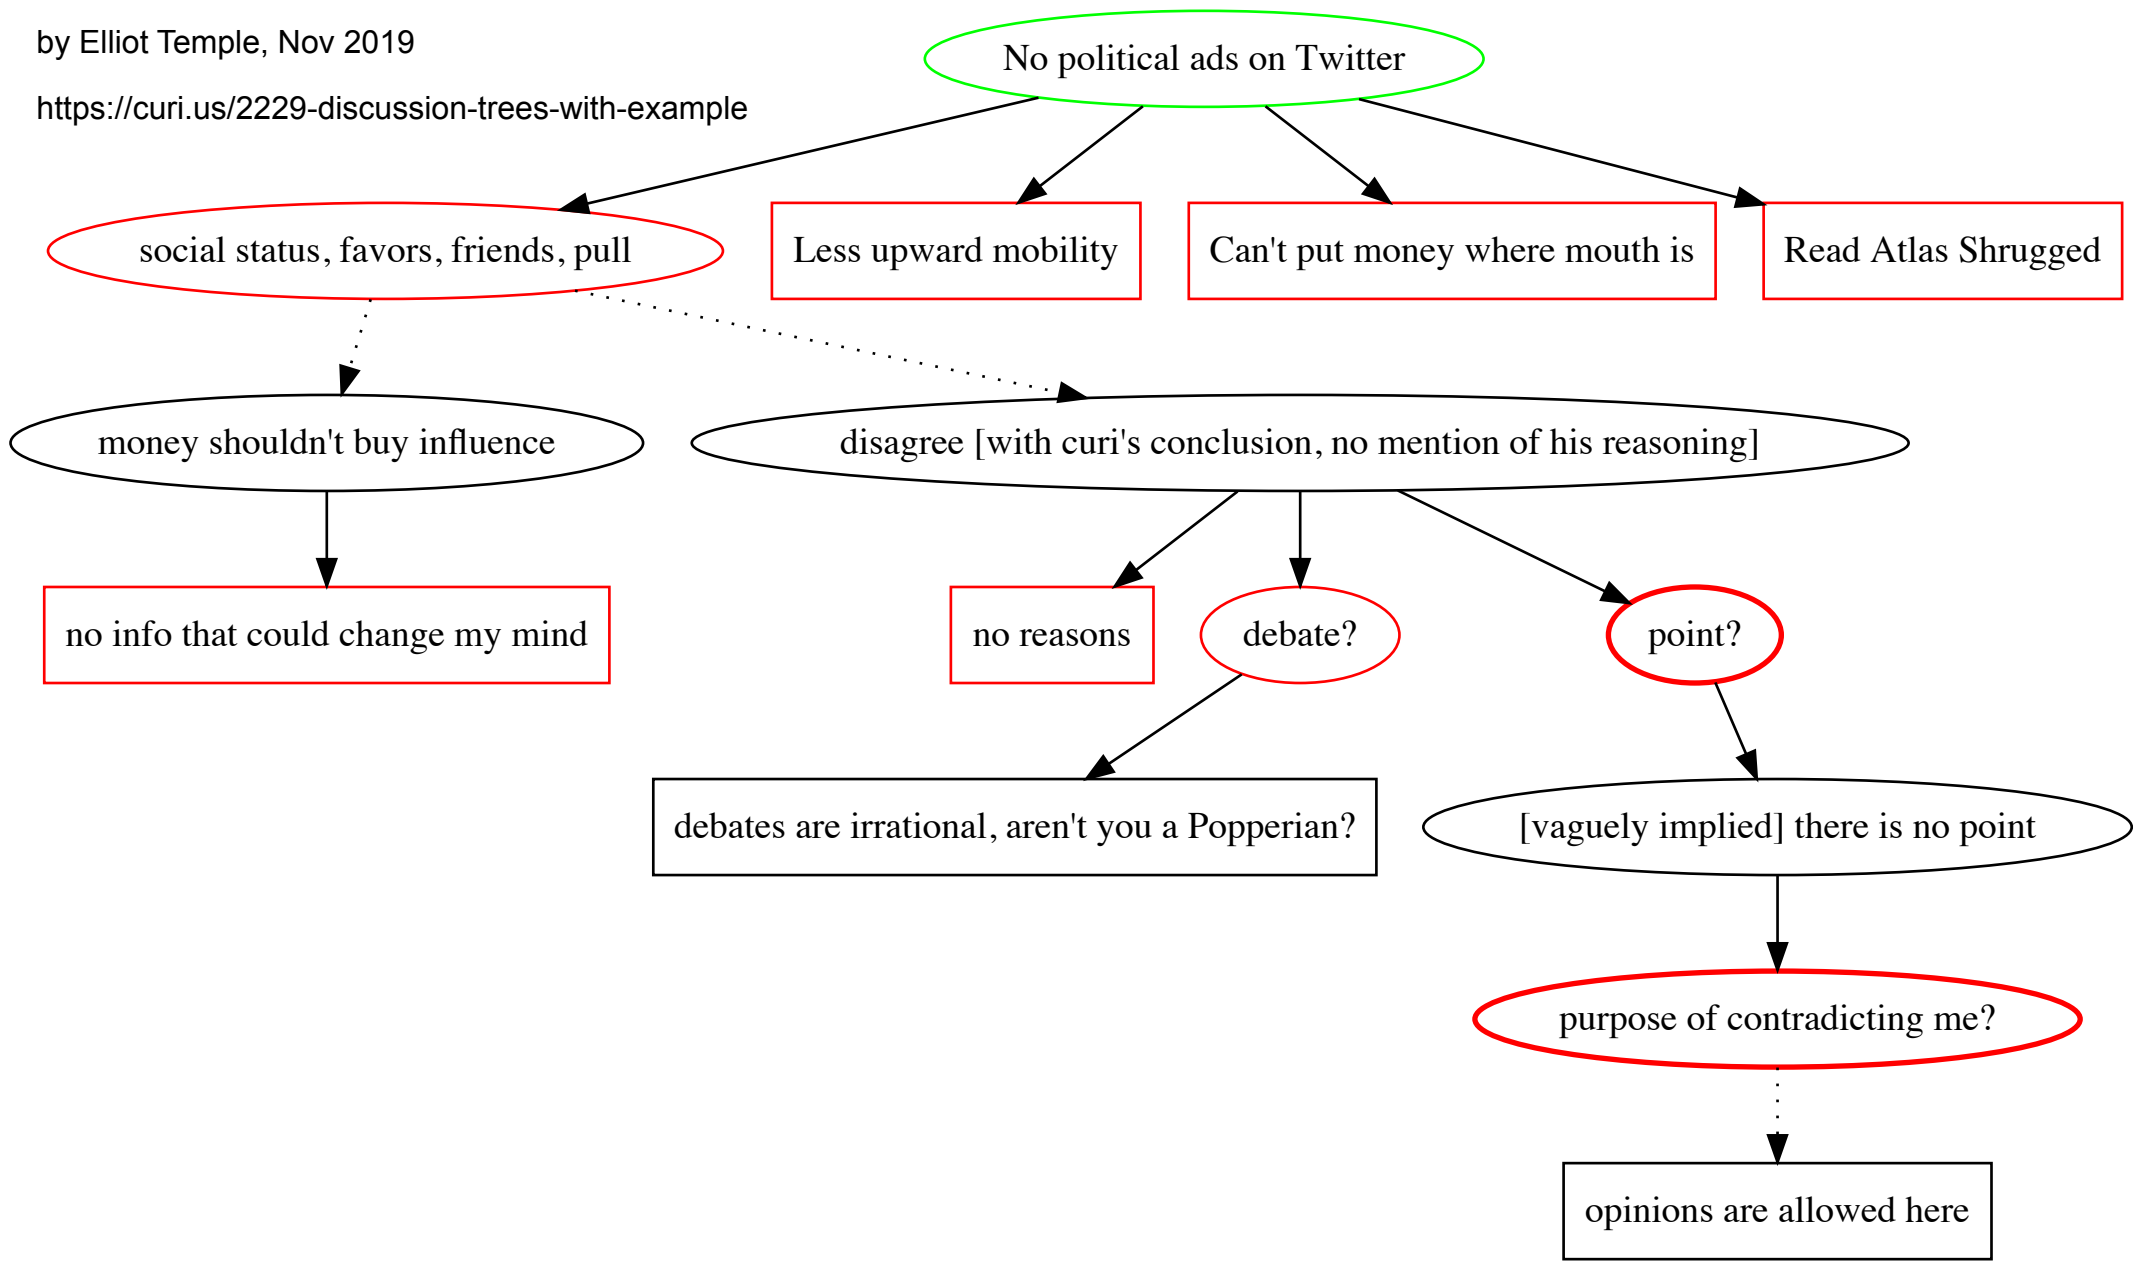 by Elliot Temple, Nov 2019
https://curi.us/2229-discussion-trees-with-example
No political ads on Twitter
social status, favors, friends, pull
Less upward mobility
Can't put money where mouth is
Read Atlas Shrugged
money shouldn't buy influence
disagree [with curi's conclusion, no mention of his reasoning]
no info that could change my mind
no reasons
debate?
point?
debates are irrational, aren't you a Popperian?
[vaguely implied] there is no point
purpose of contradicting me?
opinions are allowed here